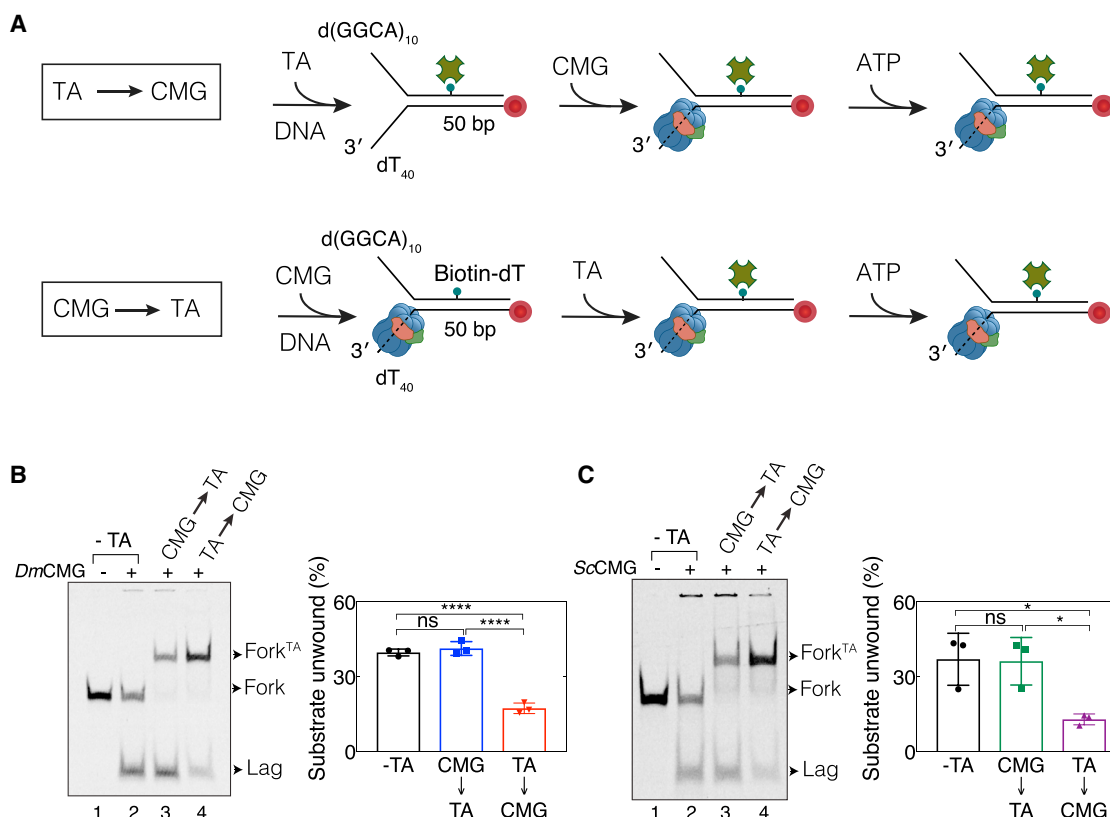 A
d(GGCA)10
TA → CMG
TA
DNA
3′
dT40
50 bp
CMG
3′
ATP
3′
d(GGCA)10
CMG → TA
CMG
DNA
3′
dT40
Biotin-dT
50 bp
TA
3′
ATP
3′
B
- TA
CMG → TA
TA → CMG
DmCMG - + + +
ForkTA
Fork
Lag
1 2 3 4
Substrate unwound (%)
60
30
0
****
ns ****
-TA CMG TA
↓ ↓
TA CMG
C
- TA
CMG → TA
TA → CMG
ScCMG - + + +
ForkTA
Fork
Lag
1 2 3 4
Substrate unwound (%)
60
30
0
*
ns *
-TA CMG TA
↓ ↓
TA CMG